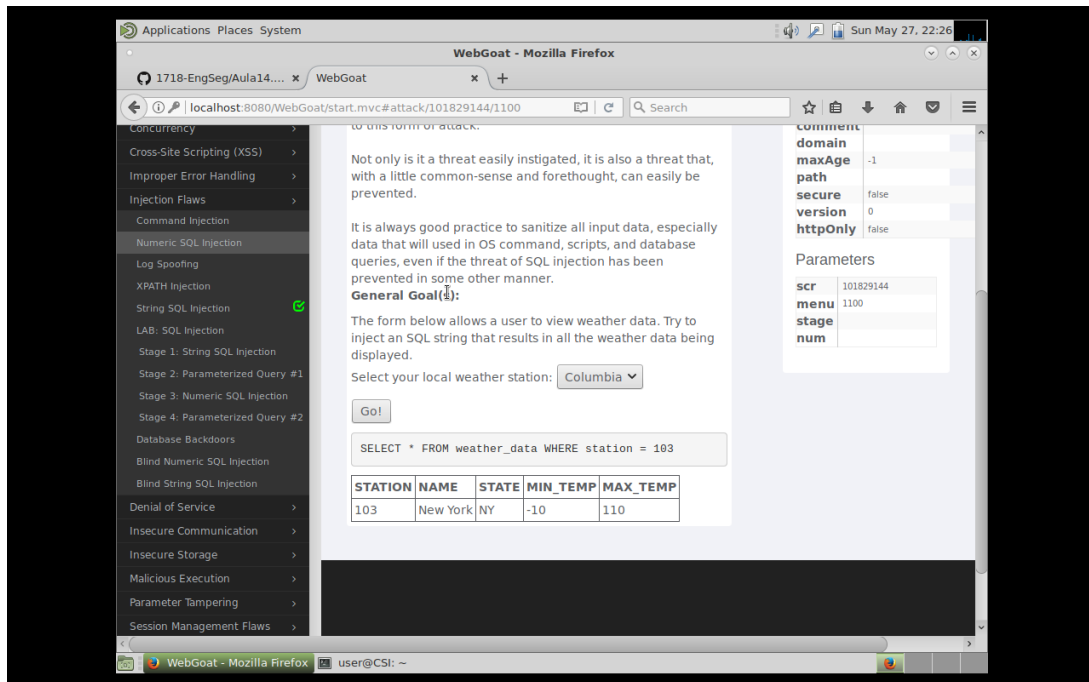 Applications Places System
Sun May 27, 22:26
WebGoat - Mozilla Firefox
1718-EngSeg/Aula14.... × WebGoat × +
localhost:8080/WebGoat/start.mvc#attack/101829144/1100
Search
Concurrency
Cross-Site Scripting (XSS)
Improper Error Handling
Injection Flaws
Command Injection
Numeric SQL Injection
Log Spoofing
XPATH Injection
String SQL Injection
LAB: SQL Injection
Stage 1: String SQL Injection
Stage 2: Parameterized Query #1
Stage 3: Numeric SQL Injection
Stage 4: Parameterized Query #2
Database Backdoors
Blind Numeric SQL Injection
Blind String SQL Injection
Denial of Service
Insecure Communication
Insecure Storage
Malicious Execution
Parameter Tampering
Session Management Flaws
to this form of attack.
Not only is it a threat easily instigated, it is also a threat that,
with a little common-sense and forethought, can easily be
prevented.
It is always good practice to sanitize all input data, especially
data that will used in OS command, scripts, and database
queries, even if the threat of SQL injection has been
prevented in some other manner.
General Goal(s):
The form below allows a user to view weather data. Try to
inject an SQL string that results in all the weather data being
displayed.
Select your local weather station: Columbia
Go!
SELECT * FROM weather_data WHERE station = 103
STATION NAME STATE MIN_TEMP MAX_TEMP
103 New York NY -10 110
comment
domain
maxAge -1
path
secure false
version 0
httpOnly false
Parameters
scr 101829144
menu 1100
stage
num
WebGoat - Mozilla Firefox
user@CSI: ~